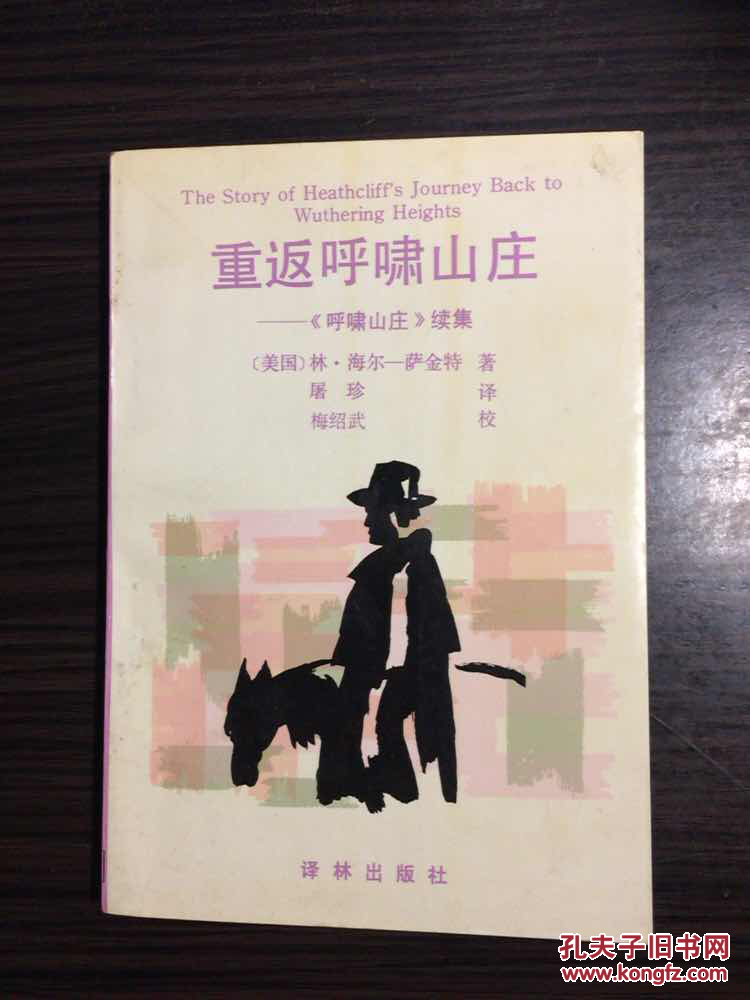 The Story of Heathcliff's Journey Back to
Wuthering Heights
重返呼啸山庄
——《呼啸山庄》续集
〔美国〕林·海尔—萨金特 著
屠珍 译
梅绍武 校
译林出版社
孔夫子旧书网
www.kongfz.com